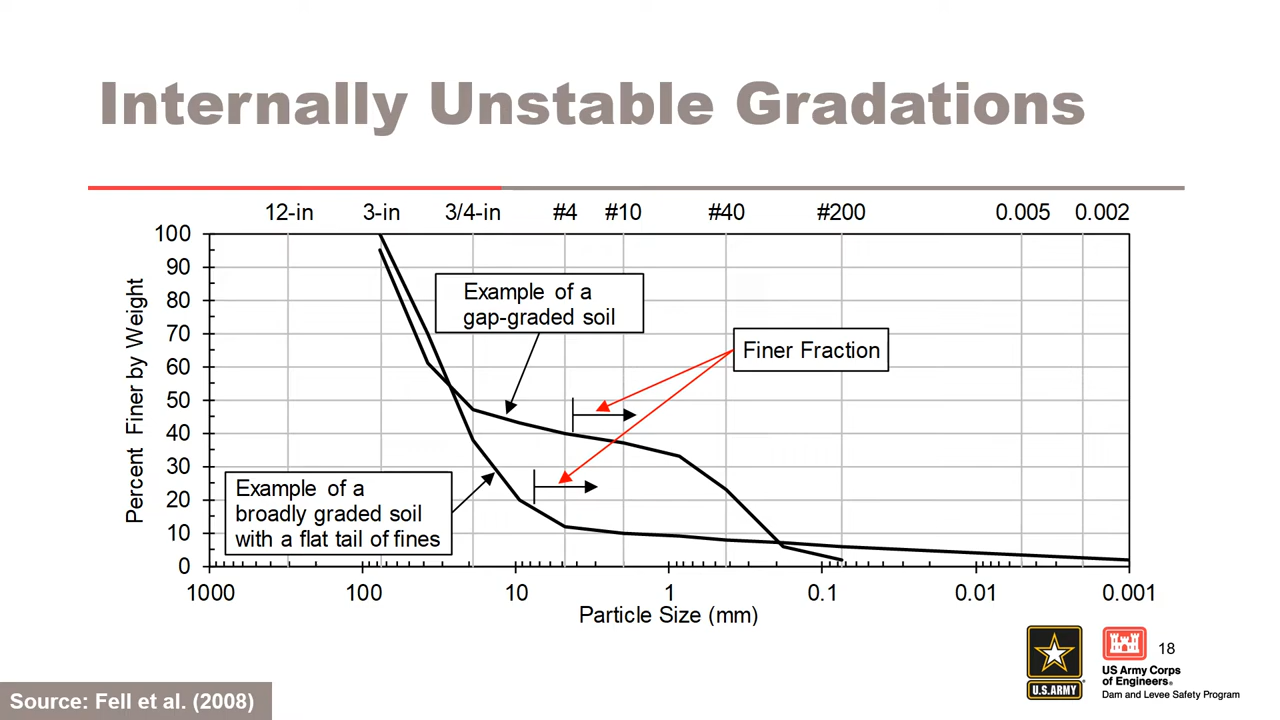 Internally Unstable Gradations
12-in 3-in 3/4-in #4 #10 #40 #200 0.005 0.002
100
90
80
70
60
50
40
30
20
10
0
Percent Finer by Weight
Example of a
gap-graded soil
Finer Fraction
Example of a
broadly graded soil
with a flat tail of fines
1000 100 10 1 0.1 0.01 0.001
Particle Size (mm)
U.S.ARMY
US Army Corps
of Engineers®
Dam and Levee Safety Program
18
Source: Fell et al. (2008)